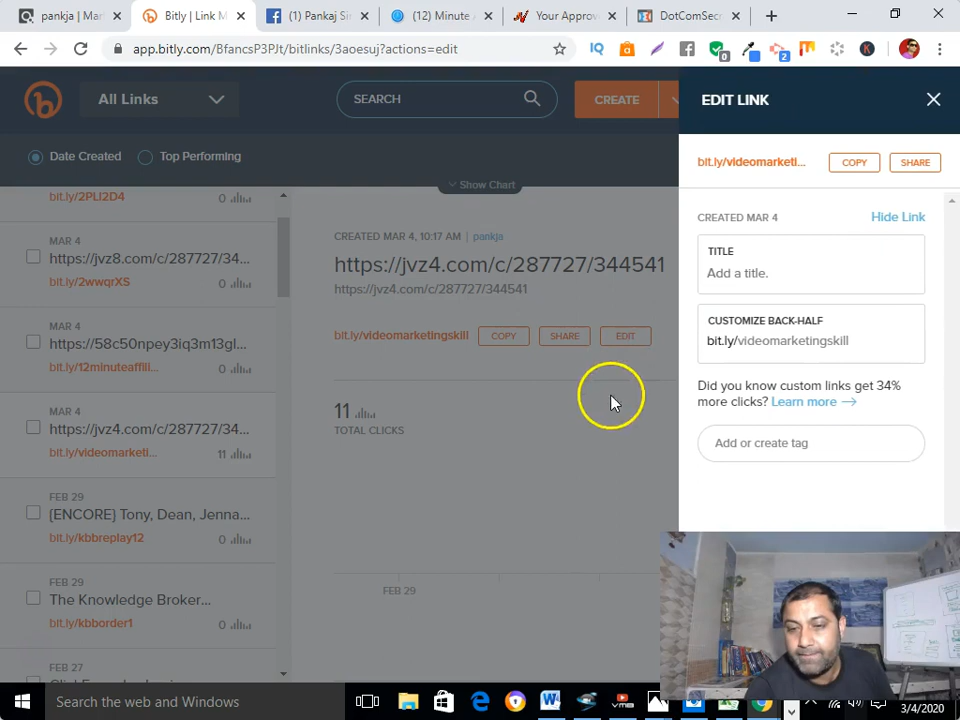 pankja | Mar
Bitly | Link M
(1) Pankaj Si
(12) Minute A
Your Approv
DotComSec
app.bitly.com/BfancsP3PJt/bitlinks/3aoesuj?actions=edit
All Links
SEARCH
CREATE
EDIT LINK
Date Created
Top Performing
Show Chart
bit.ly/videomarketi...
COPY
SHARE
bit.ly/2PLI2D4
0
CREATED MAR 4
Hide Link
TITLE
Add a title.
CUSTOMIZE BACK-HALF
bit.ly/videomarketingskill
Did you know custom links get 34%
more clicks? Learn more
Add or create tag
MAR 4
https://jvz8.com/c/287727/34...
bit.ly/2wwqrXS
0
MAR 4
https://58c50npey3iq3m13gl...
bit.ly/12minuteaffili...
0
MAR 4
https://jvz4.com/c/287727/34...
bit.ly/videomarketi...
11
FEB 29
{ENCORE} Tony, Dean, Jenna...
bit.ly/kbbreplay12
0
FEB 29
The Knowledge Broker...
bit.ly/kbborder1
0
FEB 27
CREATED MAR 4, 10:17 AM | pankja
https://jvz4.com/c/287727/344541
https://jvz4.com/c/287727/344541
bit.ly/videomarketingskill
COPY
SHARE
EDIT
11
TOTAL CLICKS
FEB 29
Search the web and Windows
3/4/2020